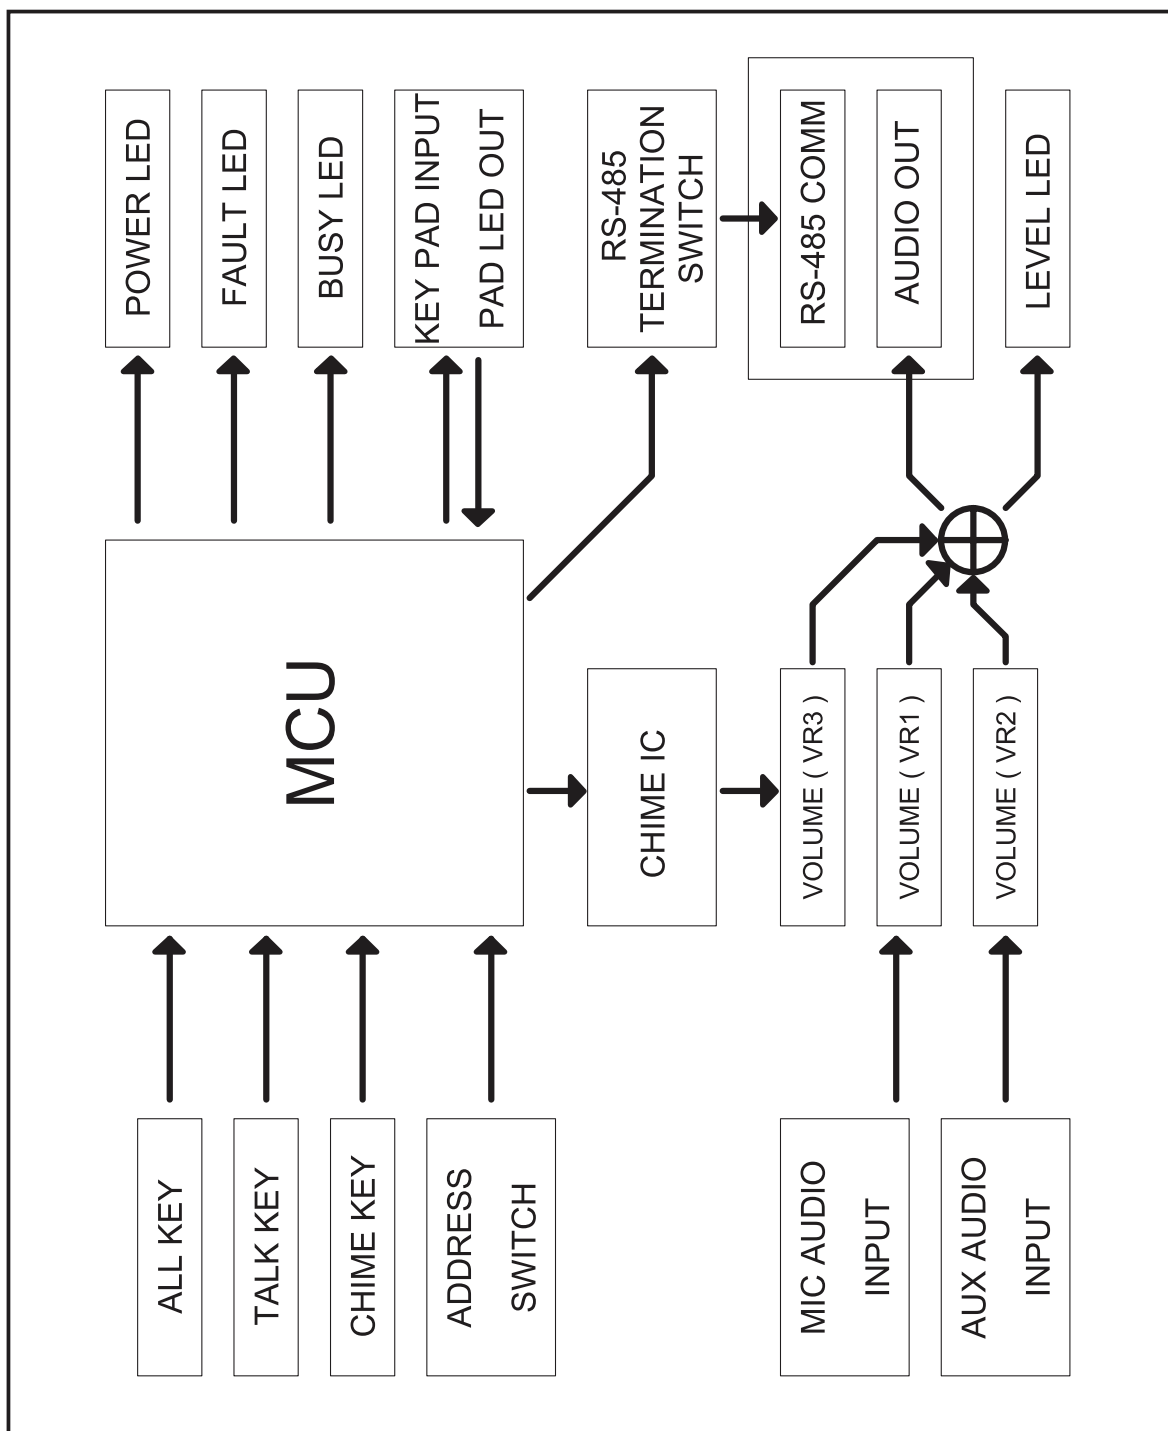 POWER LED
FAULT LED
BUSY LED
KEY PAD INPUT
PAD LED OUT
RS-485
TERMINATION
SWITCH
RS-485 COMM
AUDIO OUT
LEVEL LED
MCU
CHIME IC
VOLUME ( VR3 )
VOLUME ( VR1 )
VOLUME ( VR2 )
ALL KEY
TALK KEY
CHIME KEY
ADDRESS
SWITCH
MIC AUDIO
INPUT
AUX AUDIO
INPUT